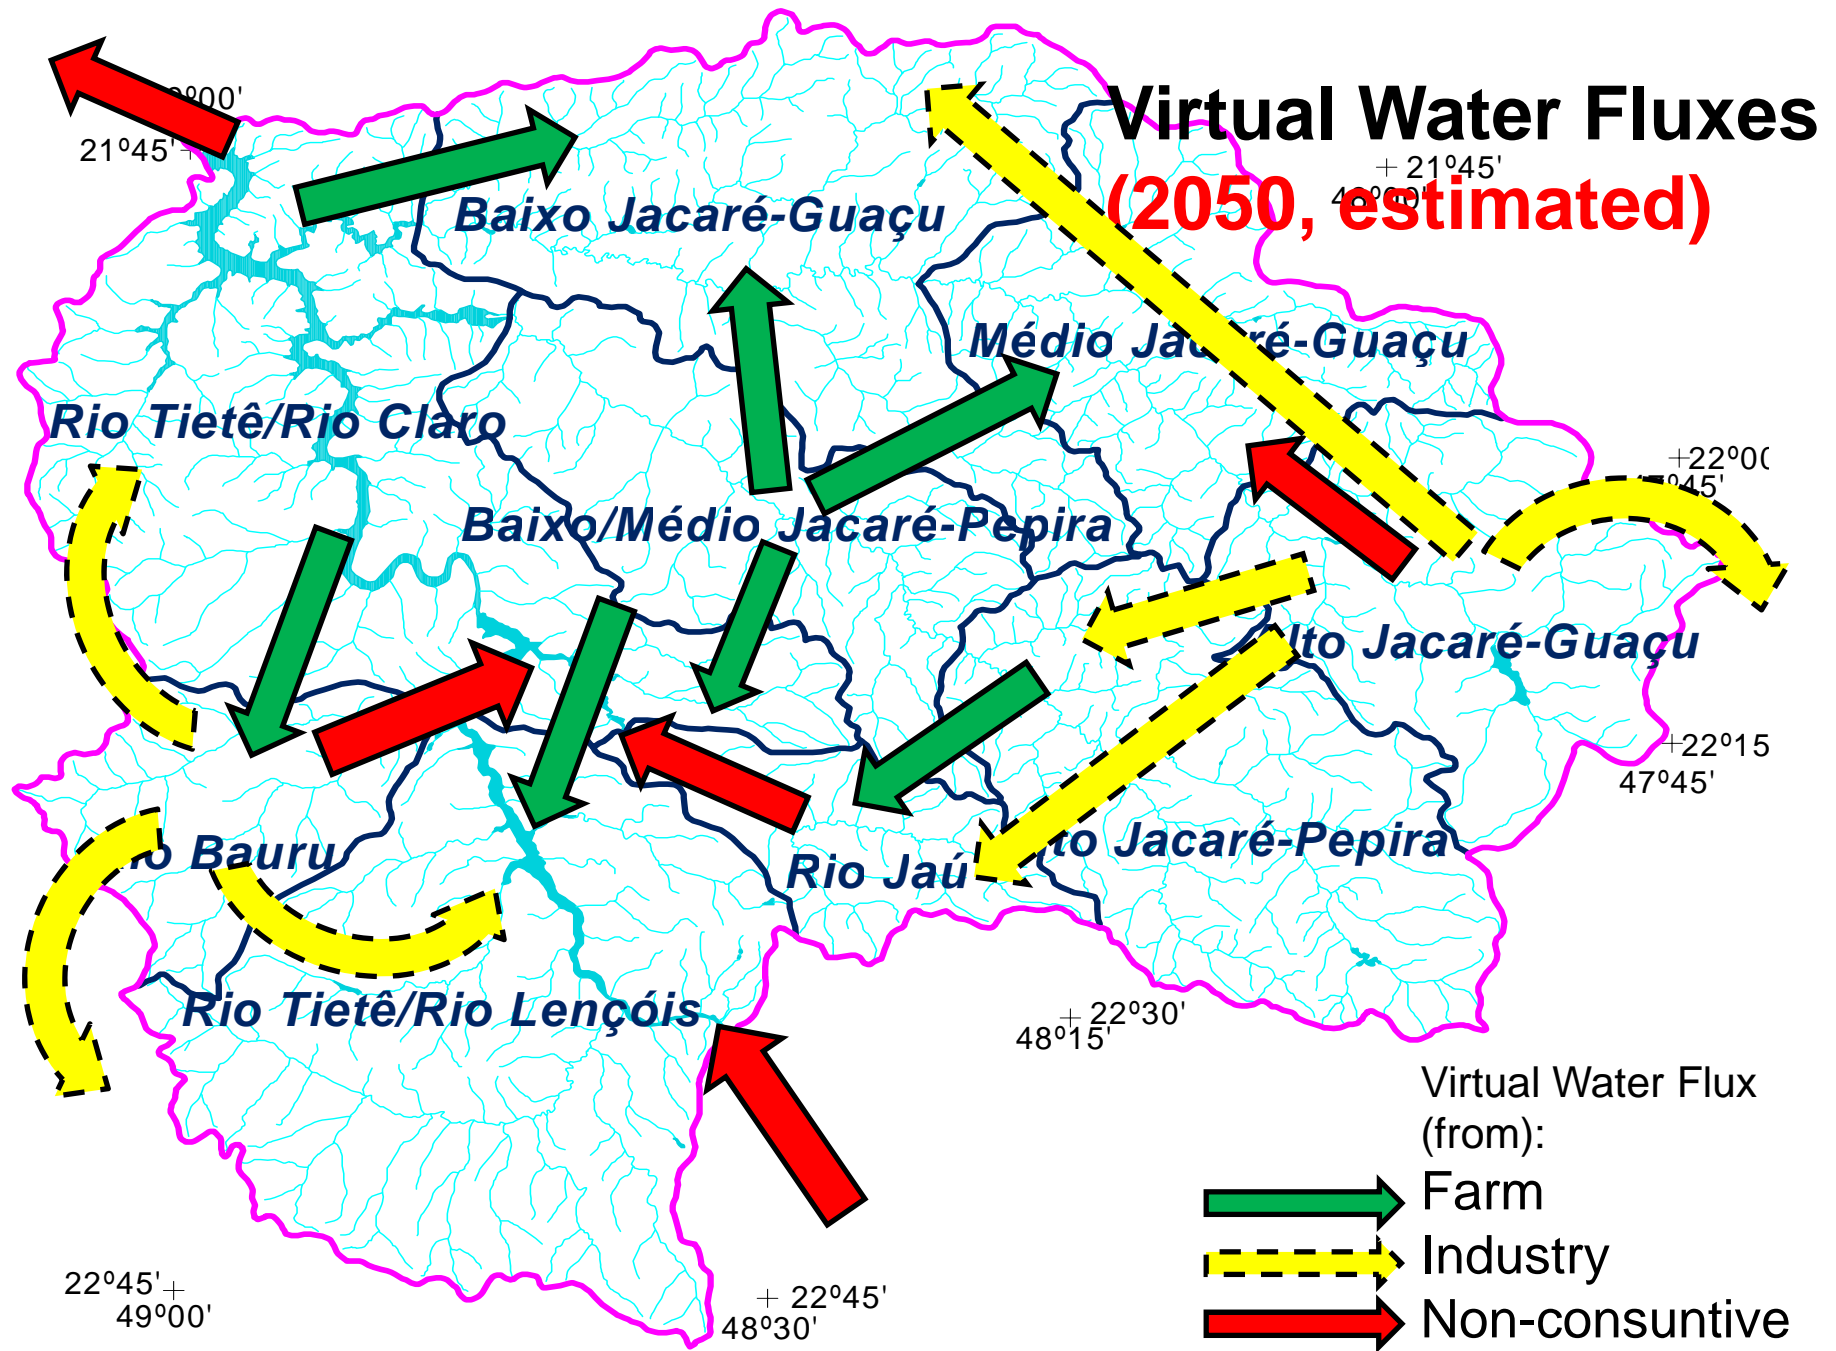 Virtual Water Fluxes
(2050, estimated)
21º45'
21º45'
Baixo Jacaré-Guaçu
Médio Jacaré-Guaçu
Rio Tietê/Rio Claro
22º00
Baixo/Médio Jacaré-Pepira
lto Jacaré-Guaçu
22º15
47º45'
Bauru
Rio Jaú
to Jacaré-Pepira
Rio Tietê/Rio Lençóis
22º30'
48º15'
Virtual Water Flux
(from):
Farm
Industry
Non-consuntive
22º45'
49º00'
22º45'
48º30'